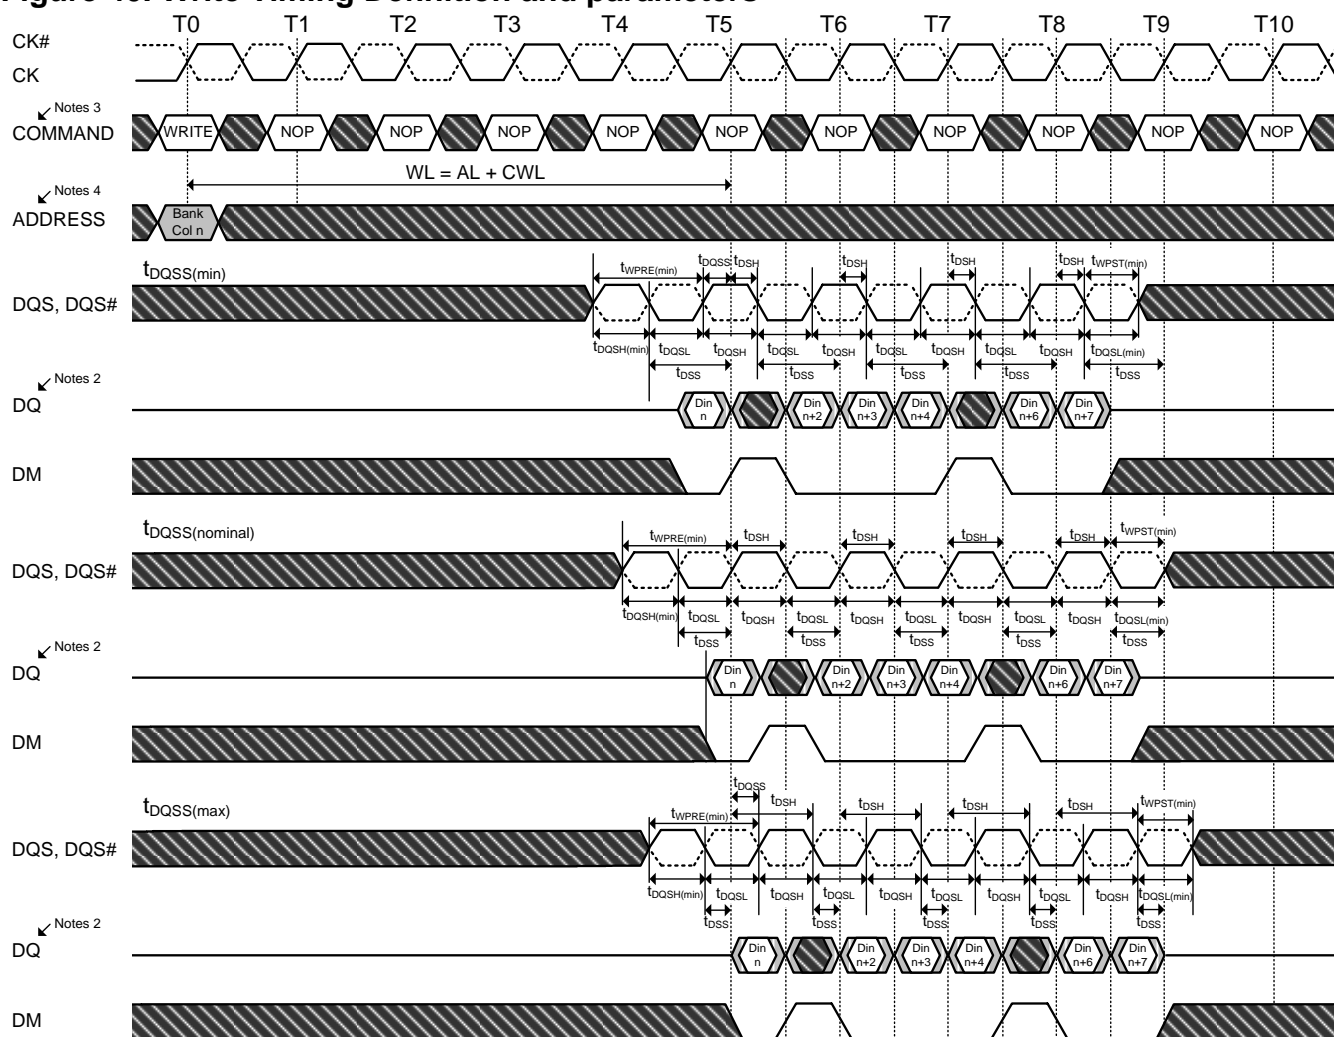 T0 T1 T2 T3 T4 T5 T6 T7 T8 T9 T10
CK#
CK
Notes 3
COMMAND WRITE NOP NOP NOP NOP NOP NOP NOP NOP NOP NOP
WL = AL + CWL
Notes 4
ADDRESS
Bank
Col n
tDQSS(min)
tWPRE(min) tDQSS tDSH tDSH tDSH tDSH tWPST(min)
DQS, DQS#
tDQSH(min) tDQSL tDQSH tDQSL tDQSH tDQSL tDQSH tDQSL tDQSH tDQSL(min)
tDSS tDSS tDSS tDSS tDSS
Notes 2
DQ
Din n Din n+2 Din n+3 Din n+4 Din n+6 Din n+7
DM
tDQSS(nominal)
tWPRE(min) tDSH tDSH tDSH tDSH tWPST(min)
DQS, DQS#
tDQSH(min) tDQSL tDQSH tDQSL tDQSH tDQSL tDQSH tDQSL tDQSH tDQSL(min)
tDSS tDSS tDSS tDSS tDSS
Notes 2
DQ
Din n Din n+2 Din n+3 Din n+4 Din n+6 Din n+7
DM
tDQSS
tDQSS(max)
tWPRE(min) tDSH tDSH tDSH tDSH tWPST(min)
DQS, DQS#
tDQSH(min) tDQSL tDQSH tDQSL tDQSH tDQSL tDQSH tDQSL tDQSH tDQSL(min)
tDSS tDSS tDSS tDSS tDSS
Notes 2
DQ
Din n Din n+2 Din n+3 Din n+4 Din n+6 Din n+7
DM